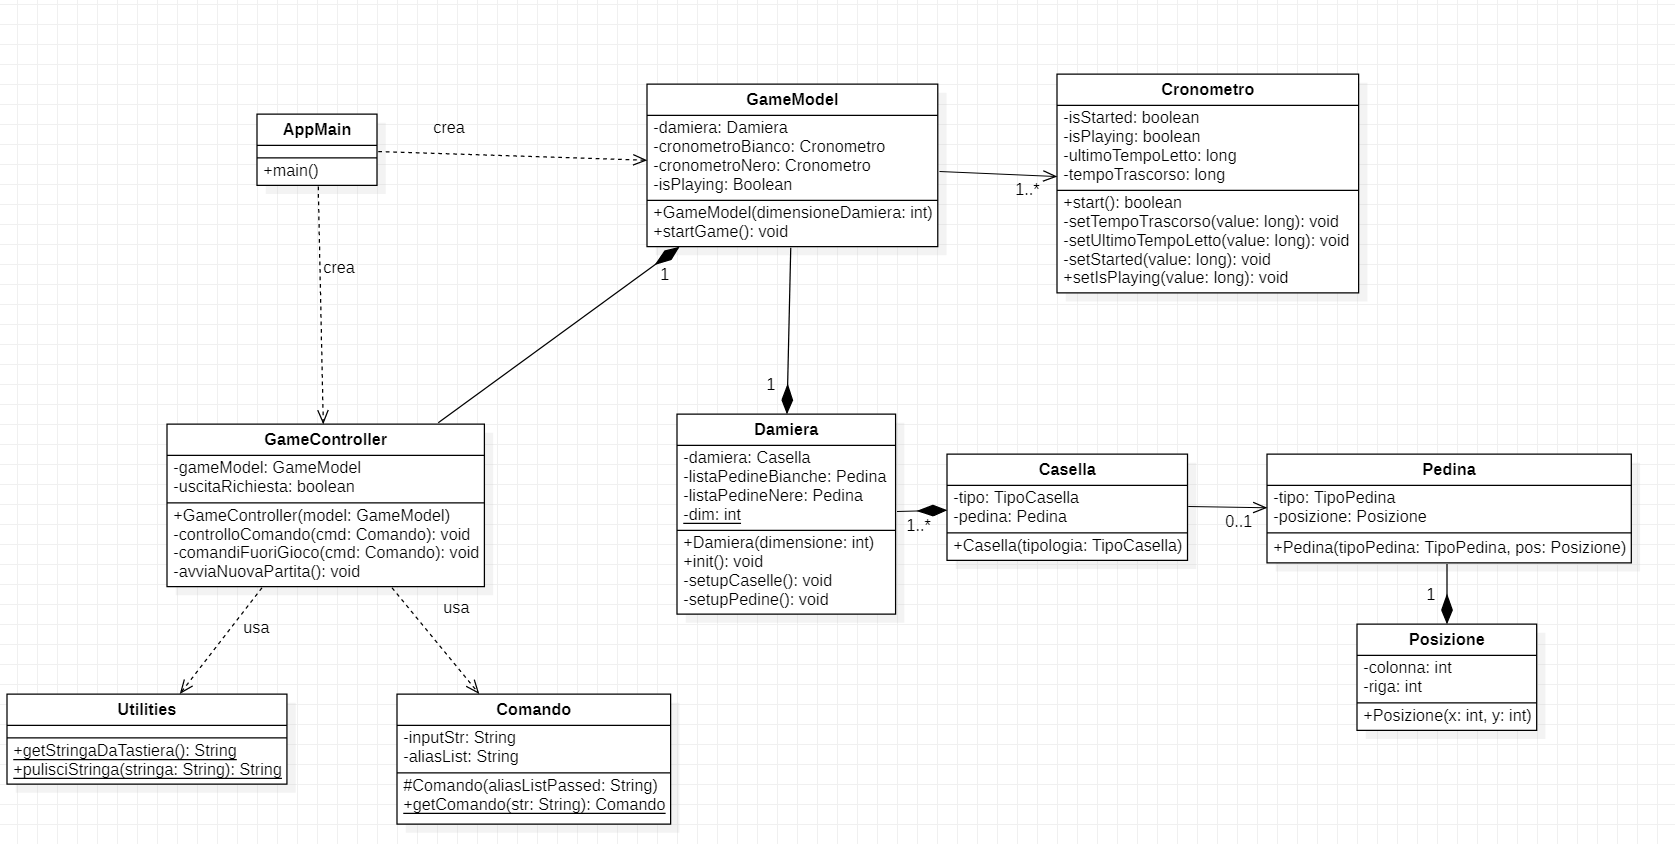 AppMain
+main()
crea
crea
GameModel
-damiera: Damiera
-cronometroBianco: Cronometro
-cronometroNero: Cronometro
-isPlaying: Boolean
+GameModel(dimensioneDamiera: int)
+startGame(): void
1
1..*
Cronometro
-isStarted: boolean
-isPlaying: boolean
-ultimoTempoLetto: long
-tempoTrascorso: long
+start(): boolean
-setTempoTrascorso(value: long): void
-setUltimoTempoLetto(value: long): void
-setStarted(value: long): void
+setIsPlaying(value: long): void
GameController
-gameModel: GameModel
-uscitaRichiesta: boolean
+GameController(model: GameModel)
-controlloComando(cmd: Comando): void
-comandiFuoriGioco(cmd: Comando): void
-avviaNuovaPartita(): void
1
Damiera
-damiera: Casella
-listaPedineBianche: Pedina
-listaPedineNere: Pedina
-dim: int
+Damiera(dimensione: int)
+init(): void
-setupCaselle(): void
-setupPedine(): void
1..*
Casella
-tipo: TipoCasella
-pedina: Pedina
+Casella(tipologia: TipoCasella)
0..1
Pedina
-tipo: TipoPedina
-posizione: Posizione
+Pedina(tipoPedina: TipoPedina, pos: Posizione)
1
Posizione
-colonna: int
-riga: int
+Posizione(x: int, y: int)
usa
usa
Utilities
+getStringaDaTastiera(): String
+pulisciStringa(stringa: String): String
Comando
-inputStr: String
-aliasList: String
#Comando(aliasListPassed: String)
+getComando(str: String): Comando